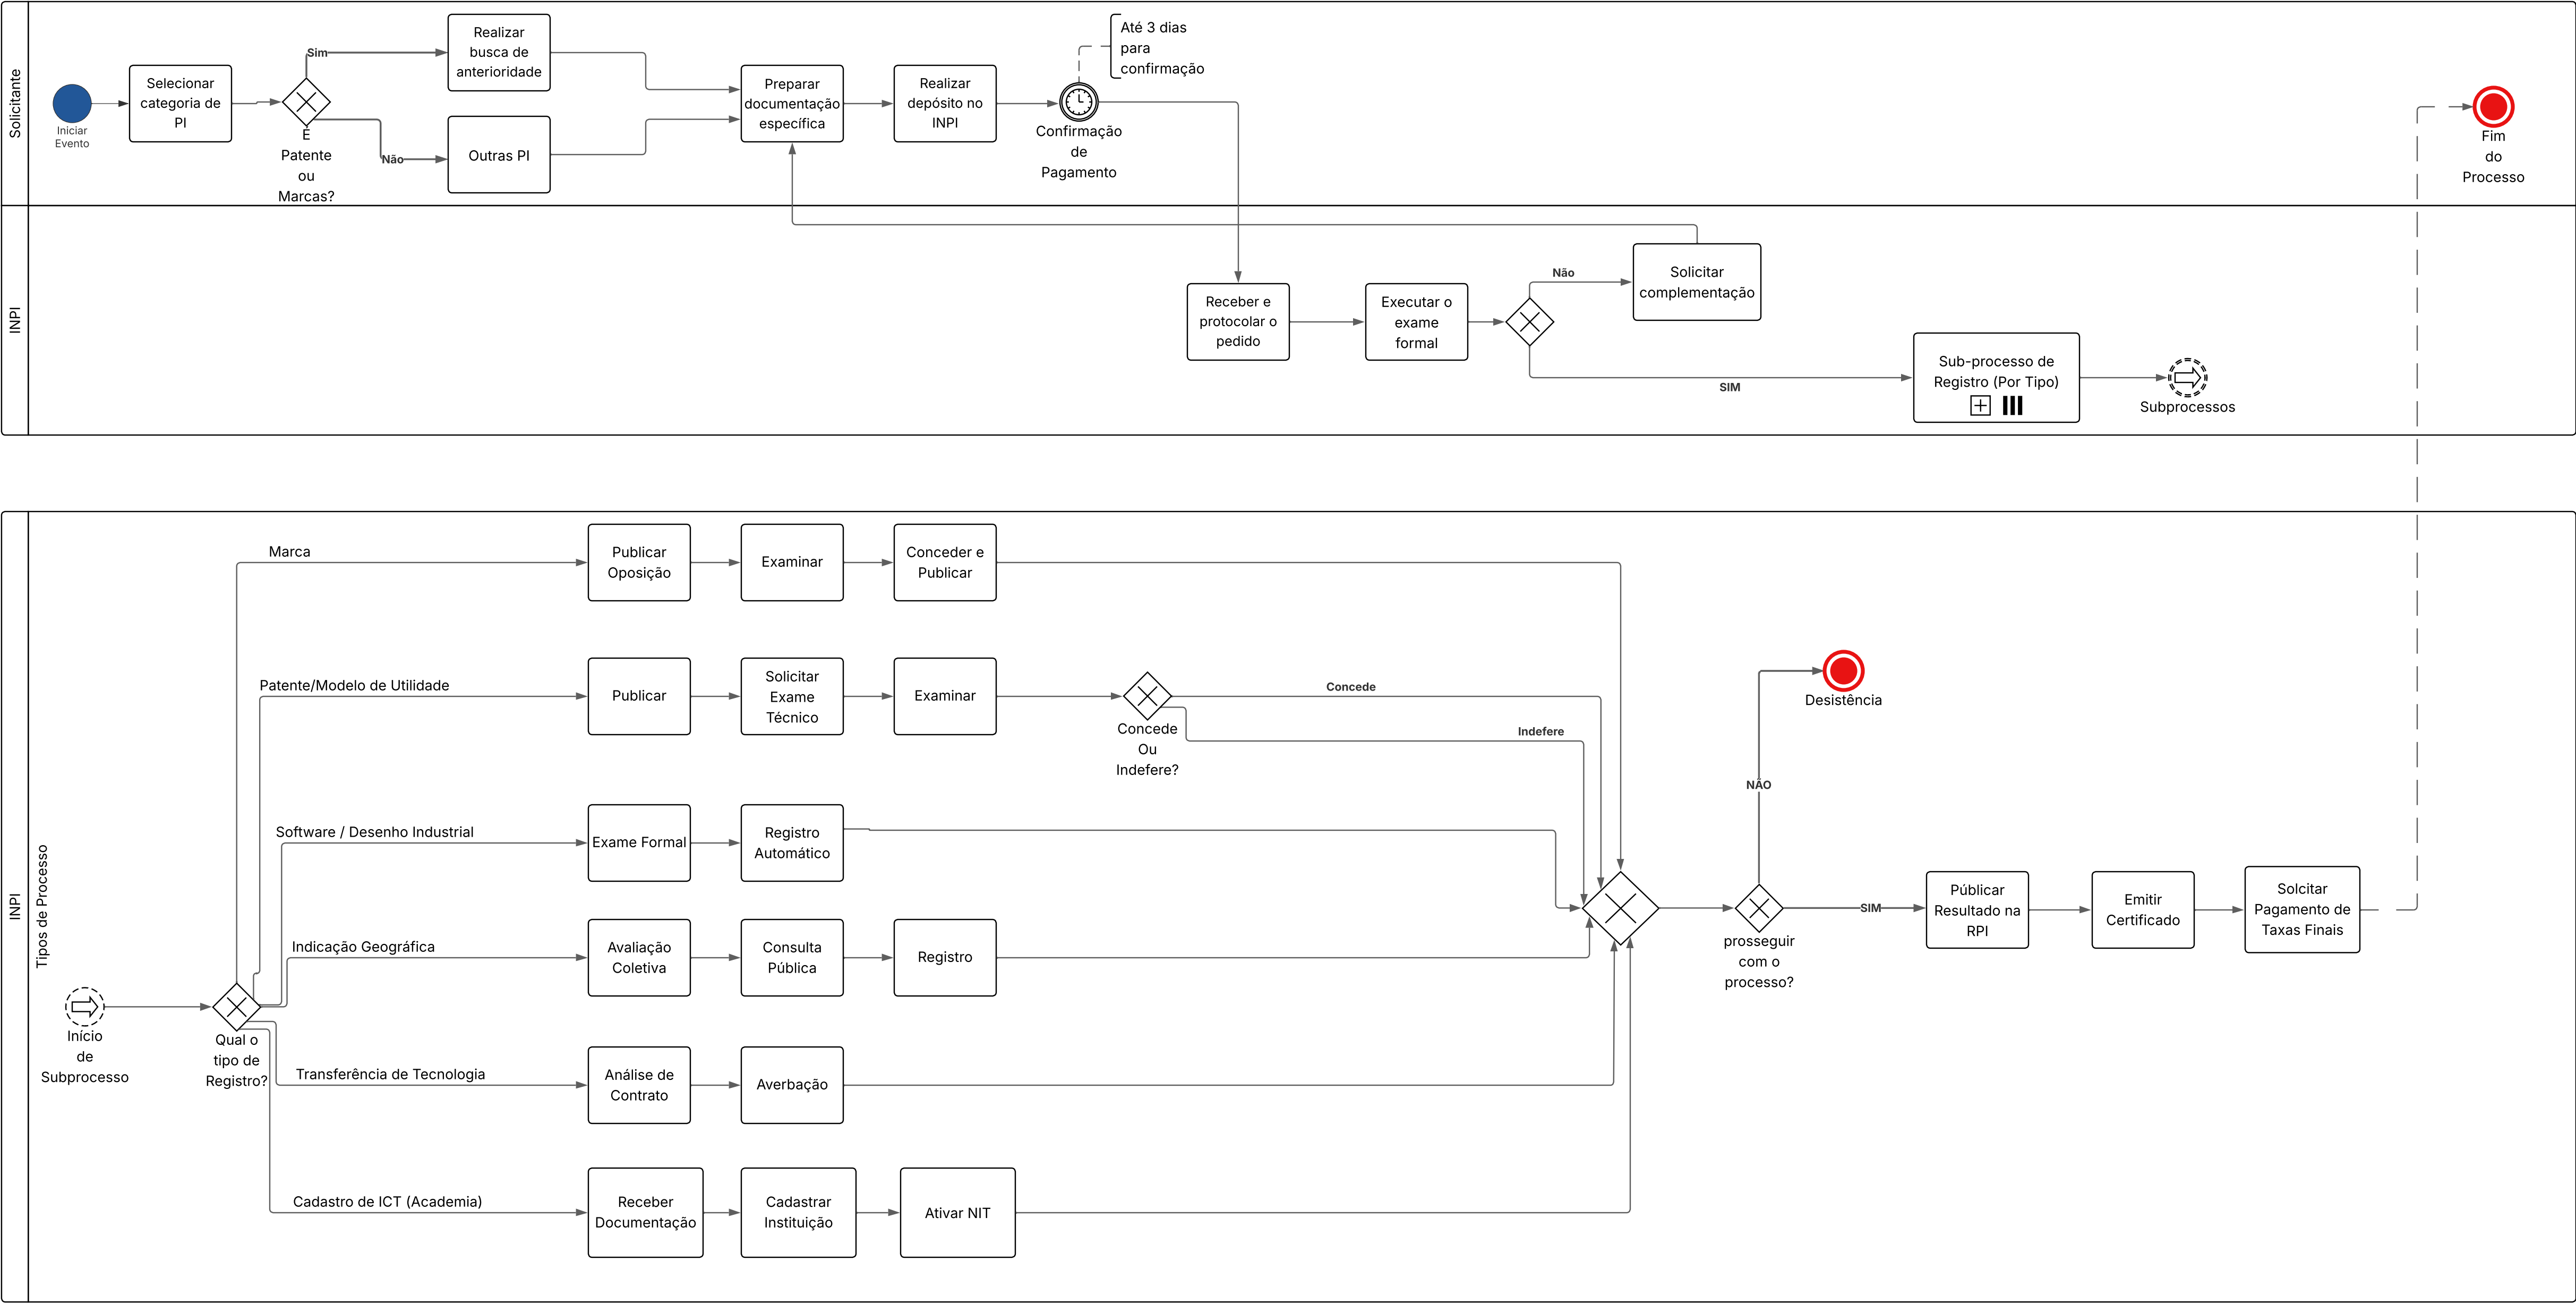 Solicitante
Iniciar
Evento
Selecionar
categoria de
PI
É
Patente
ou
Marcas?
Sim
Não
Realizar
busca de
anterioridade
Outras PI
Preparar
documentação
específica
Realizar
depósito no
INPI
Confirmação
de
Pagamento
Até 3 dias
para
confirmação
Fim
do
Processo
INPI
Receber e
protocolar o
pedido
Executar o
exame
formal
Não
SIM
Solicitar
complementação
Sub-processo de
Registro (Por Tipo)
Subprocessos
INPI
Tipos de Processo
Início
de
Subprocesso
Qual o
tipo de
Registro?
Marca
Publicar
Oposição
Examinar
Conceder e
Publicar
Patente/Modelo de Utilidade
Publicar
Solicitar
Exame
Técnico
Examinar
Concede
Ou
Indefere?
Concede
Indefere
Software / Desenho Industrial
Exame Formal
Registro
Automático
Indicação Geográfica
Avaliação
Coletiva
Consulta
Pública
Registro
Transferência de Tecnologia
Análise de
Contrato
Averbação
Cadastro de ICT (Academia)
Receber
Documentação
Cadastrar
Instituição
Ativar NIT
prosseguir
com o
processo?
NÃO
Desistência
SIM
Públicar
Resultado na
RPI
Emitir
Certificado
Solcitar
Pagamento de
Taxas Finais